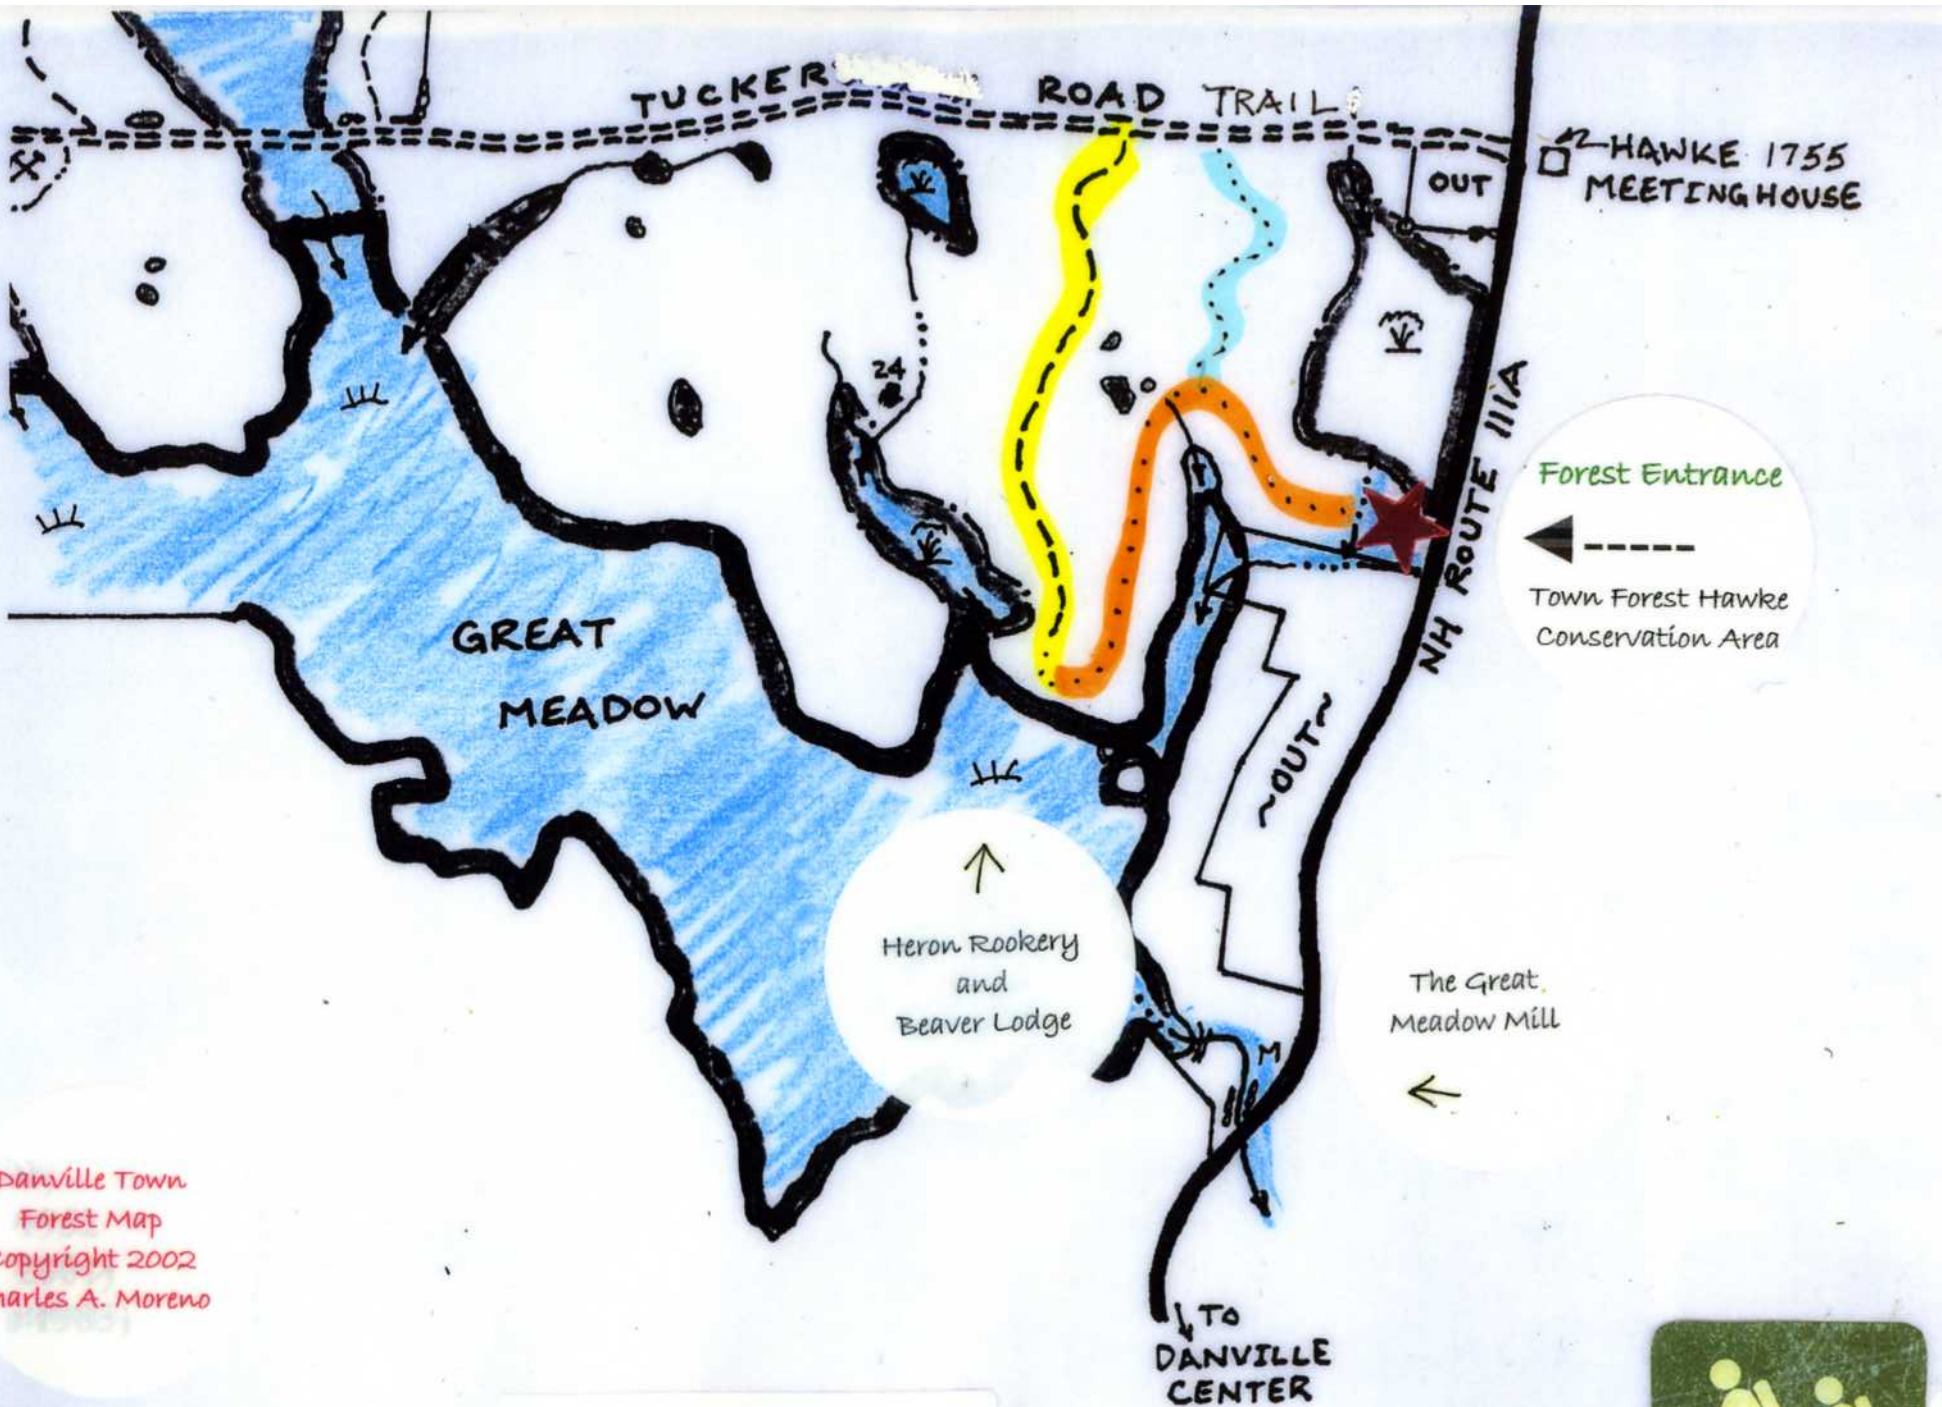 TUCKER ROAD TRAIL
HAWKE 1755
MEETING HOUSE
OUT
24
NH ROUTE 111A
Forest Entrance
Town Forest Hawke
Conservation Area
GREAT
MEADOW
~OUT~
Heron Rookery
and
Beaver Lodge
The Great
Meadow Mill
M
Danville Town
Forest Map
Copyright 2002
Charles A. Moreno
TO
DANVILLE
CENTER